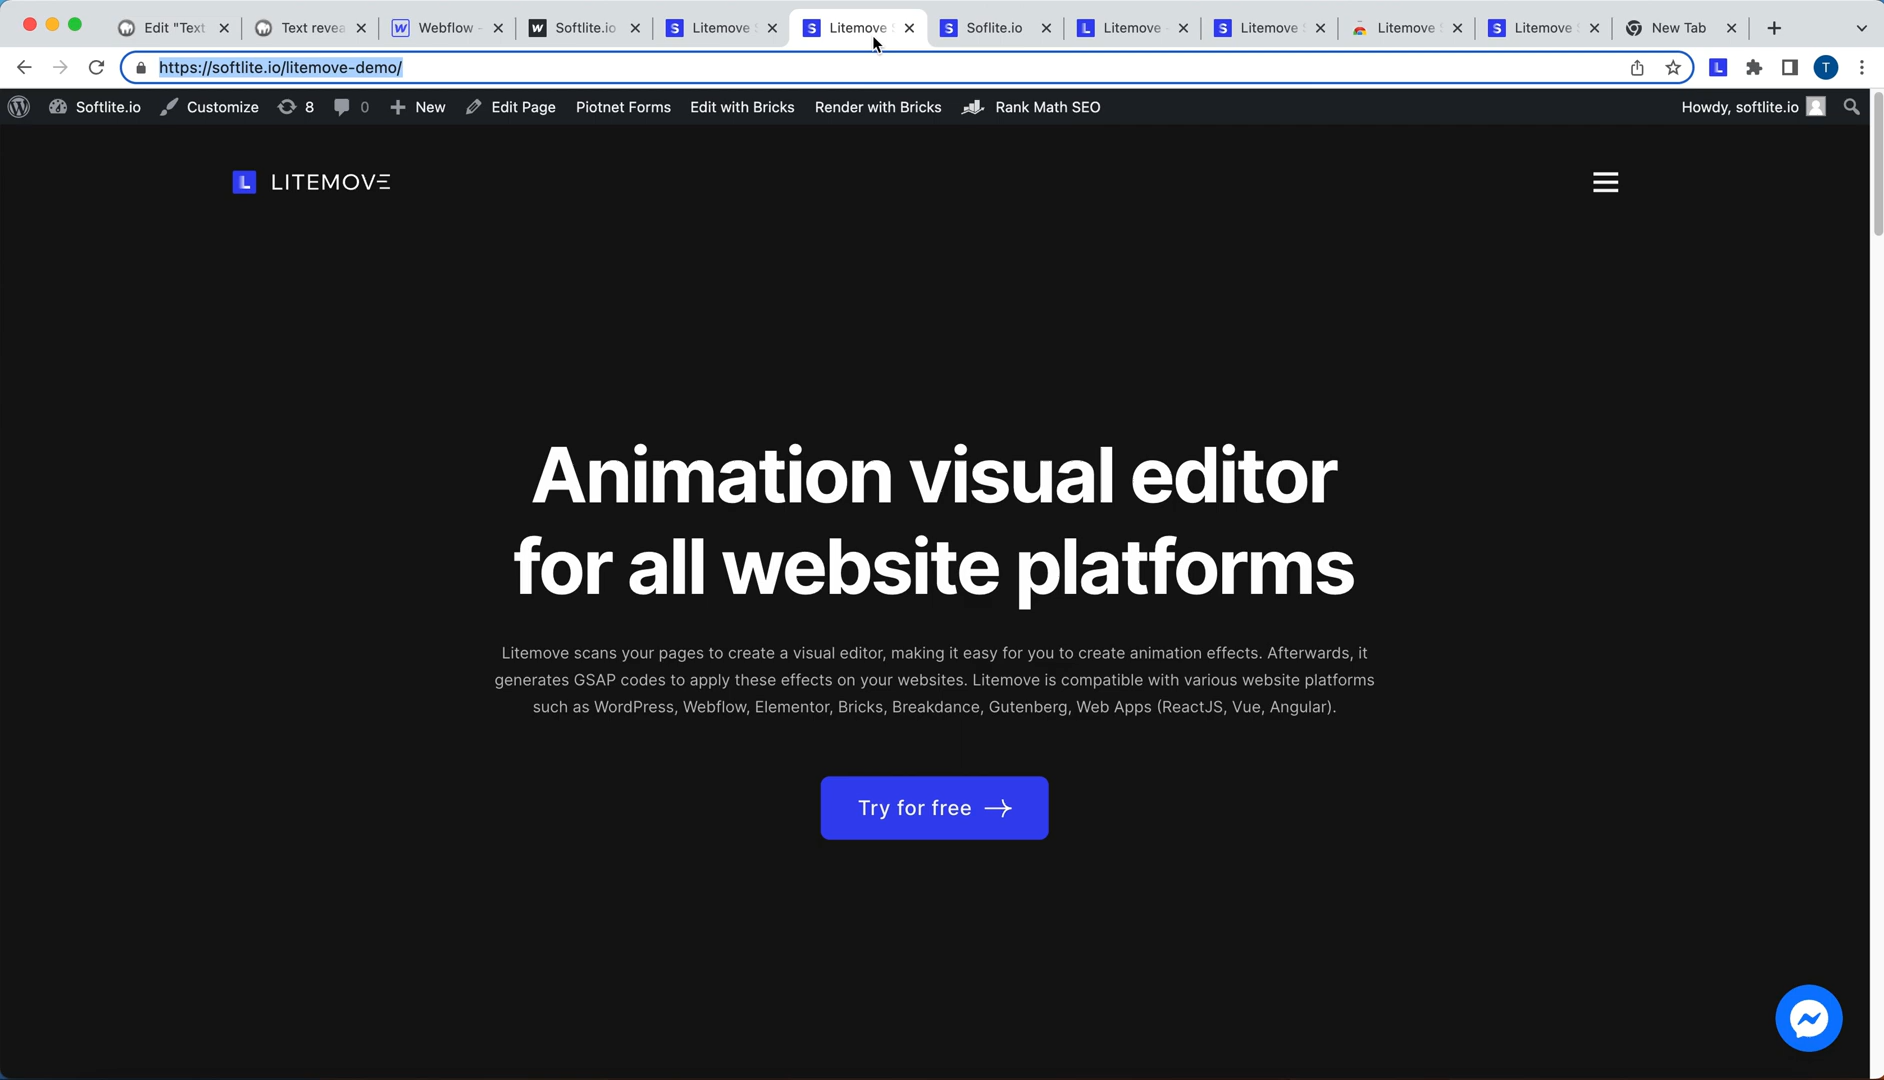 Edit "Text
Text revea
Webflow -
Softlite.io
Litemove
Litemove
Soflite.io
Litemove
Litemove
Litemove
Litemove
New Tab
https://softlite.io/litemove-demo/
T
Softlite.io
Customize
8
0
New
Edit Page
Piotnet Forms
Edit with Bricks
Render with Bricks
Rank Math SEO
Howdy, softlite.io
L LITEMOVE
Animation visual editor
for all website platforms
Litemove scans your pages to create a visual editor, making it easy for you to create animation effects. Afterwards, it
generates GSAP codes to apply these effects on your websites. Litemove is compatible with various website platforms
such as WordPress, Webflow, Elementor, Bricks, Breakdance, Gutenberg, Web Apps (ReactJS, Vue, Angular).
Try for free